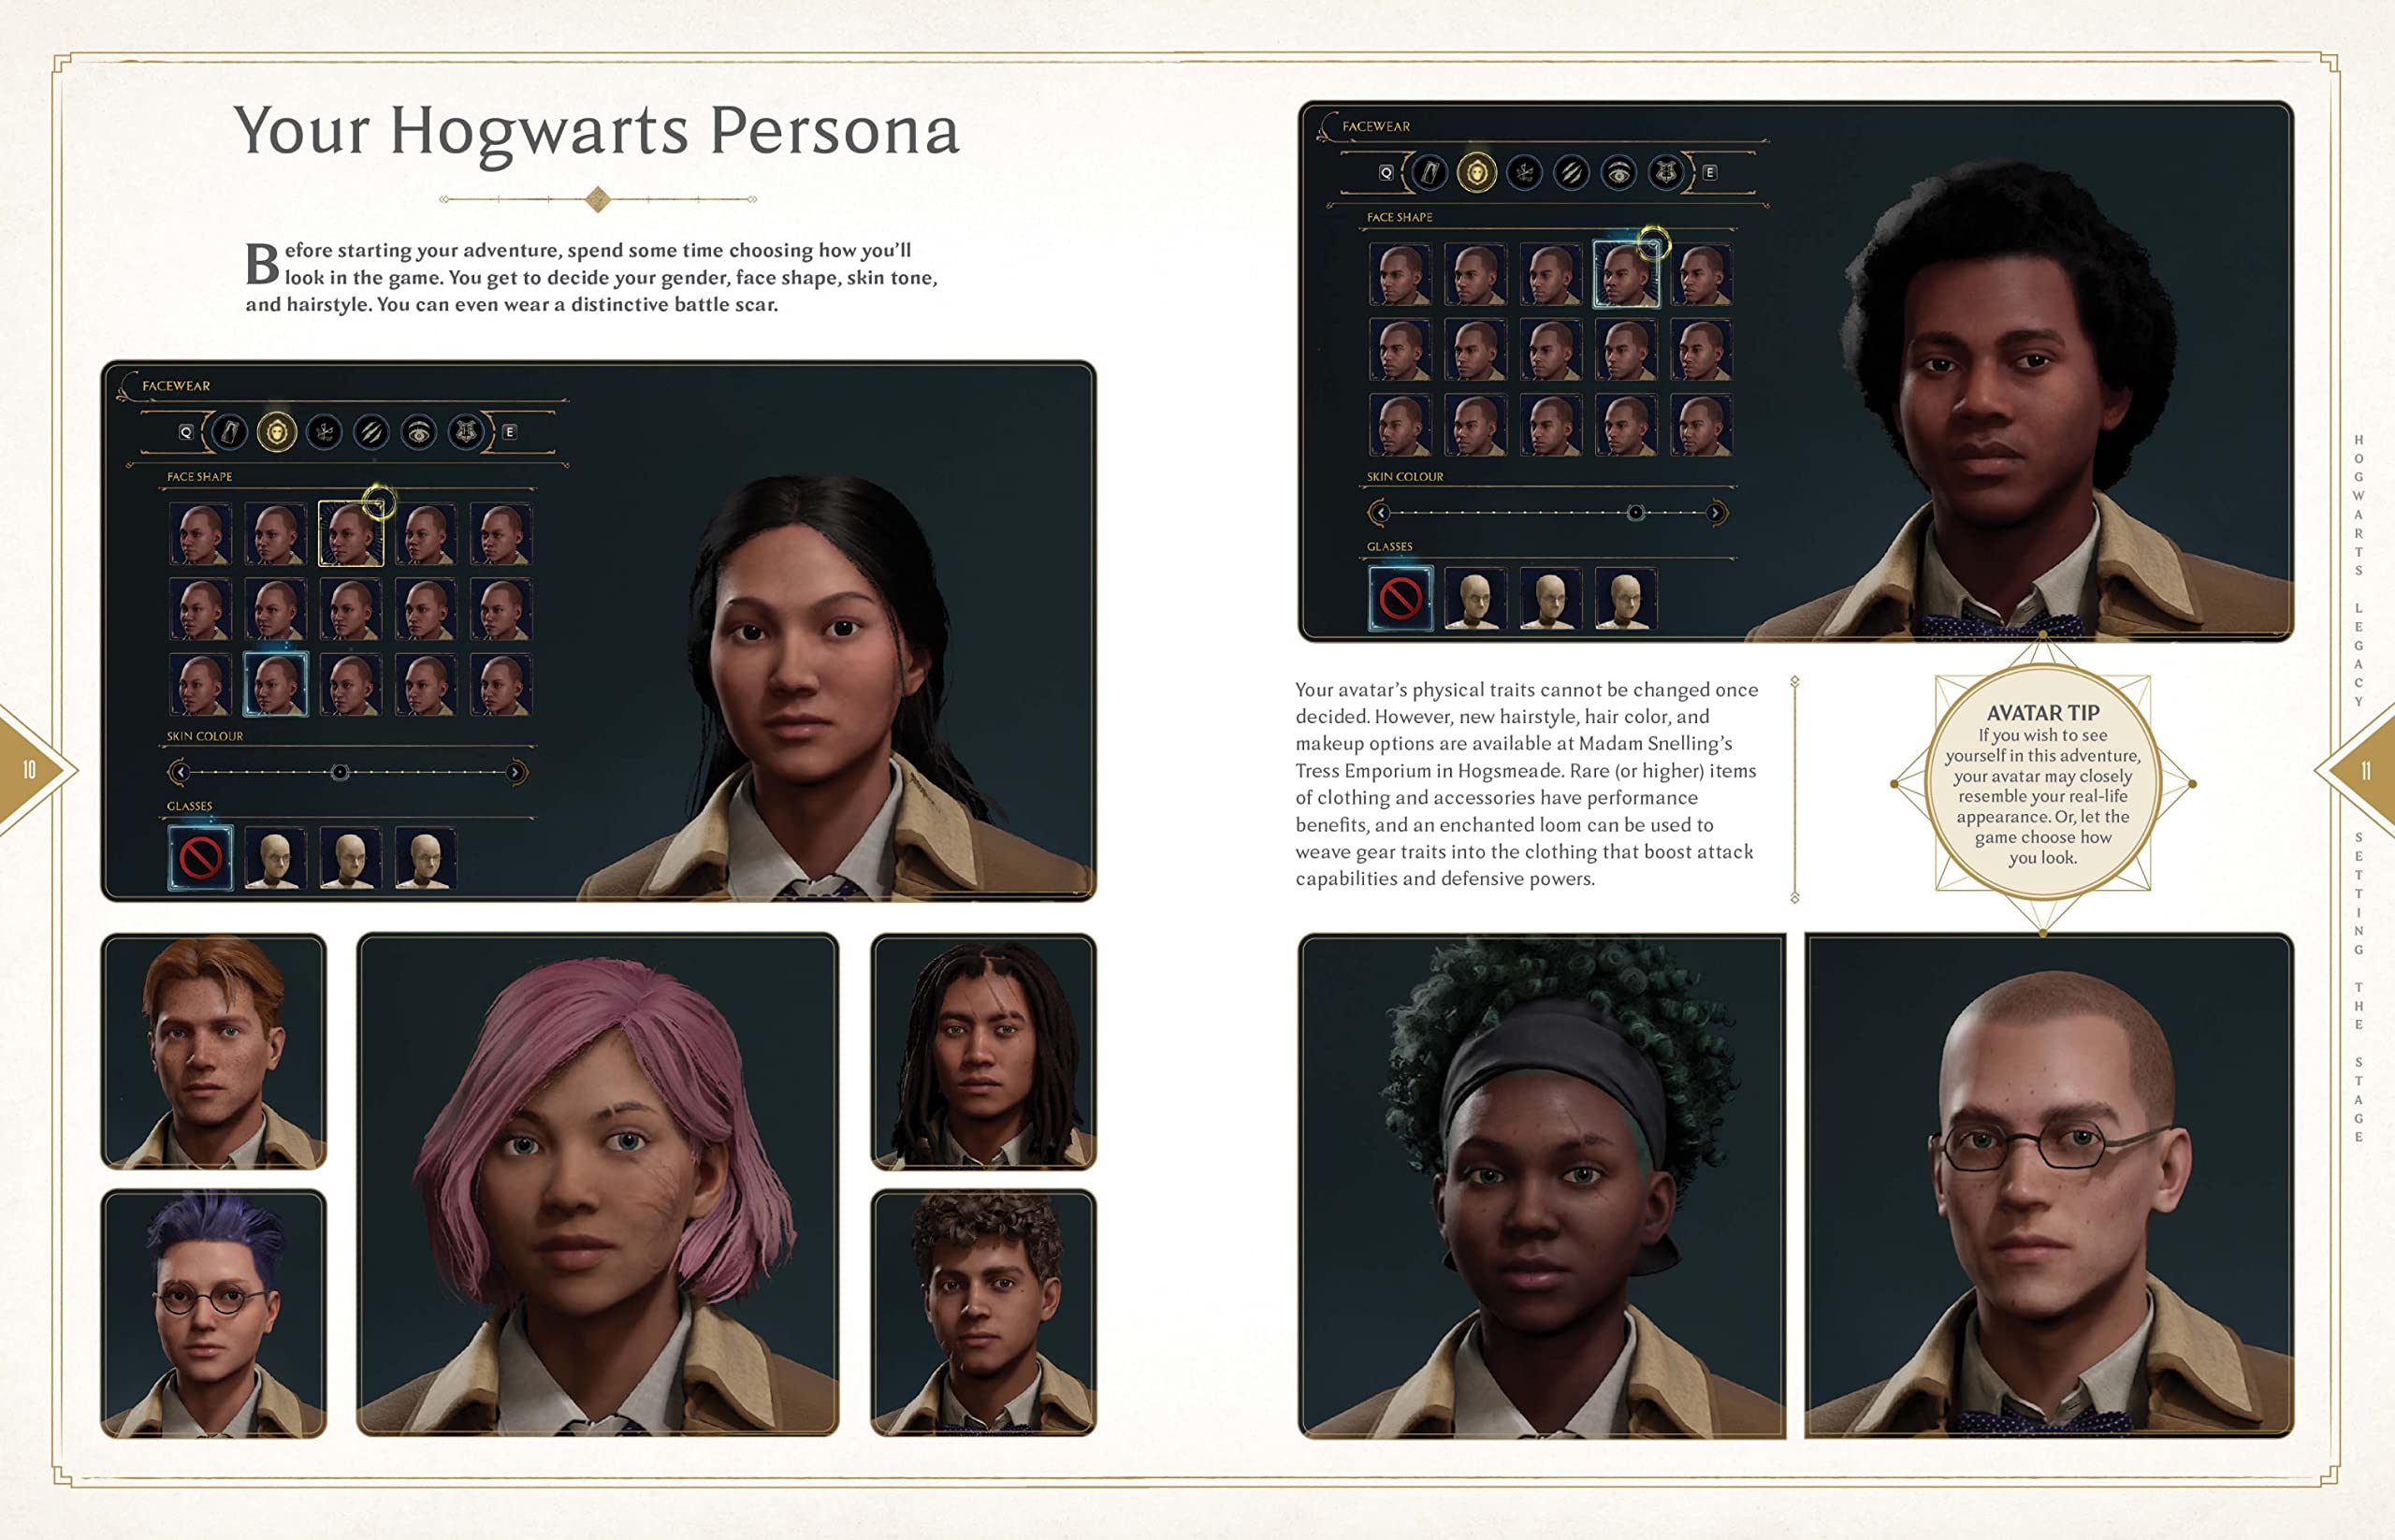 Your Hogwarts Persona
Before starting your adventure, spend some time choosing how you'll
look in the game. You get to decide your gender, face shape, skin tone,
and hairstyle. You can even wear a distinctive battle scar.
FACEWEAR
Q
E
FACE SHAPE
SKIN COLOUR
GLASSES
10
FACEWEAR
Q
E
FACE SHAPE
SKIN COLOUR
GLASSES
Your avatar's physical traits cannot be changed once
decided. However, new hairstyle, hair color, and
makeup options are available at Madam Snelling's
Tress Emporium in Hogsmeade. Rare (or higher) items
of clothing and accessories have performance
benefits, and an enchanted loom can be used to
weave gear traits into the clothing that boost attack
capabilities and defensive powers.
AVATAR TIP
If you wish to see
yourself in this adventure,
your avatar may closely
resemble your real-life
appearance. Or, let the
game choose how
you look.
HOGWARTS LEGACY
11
SETTING THE STAGE